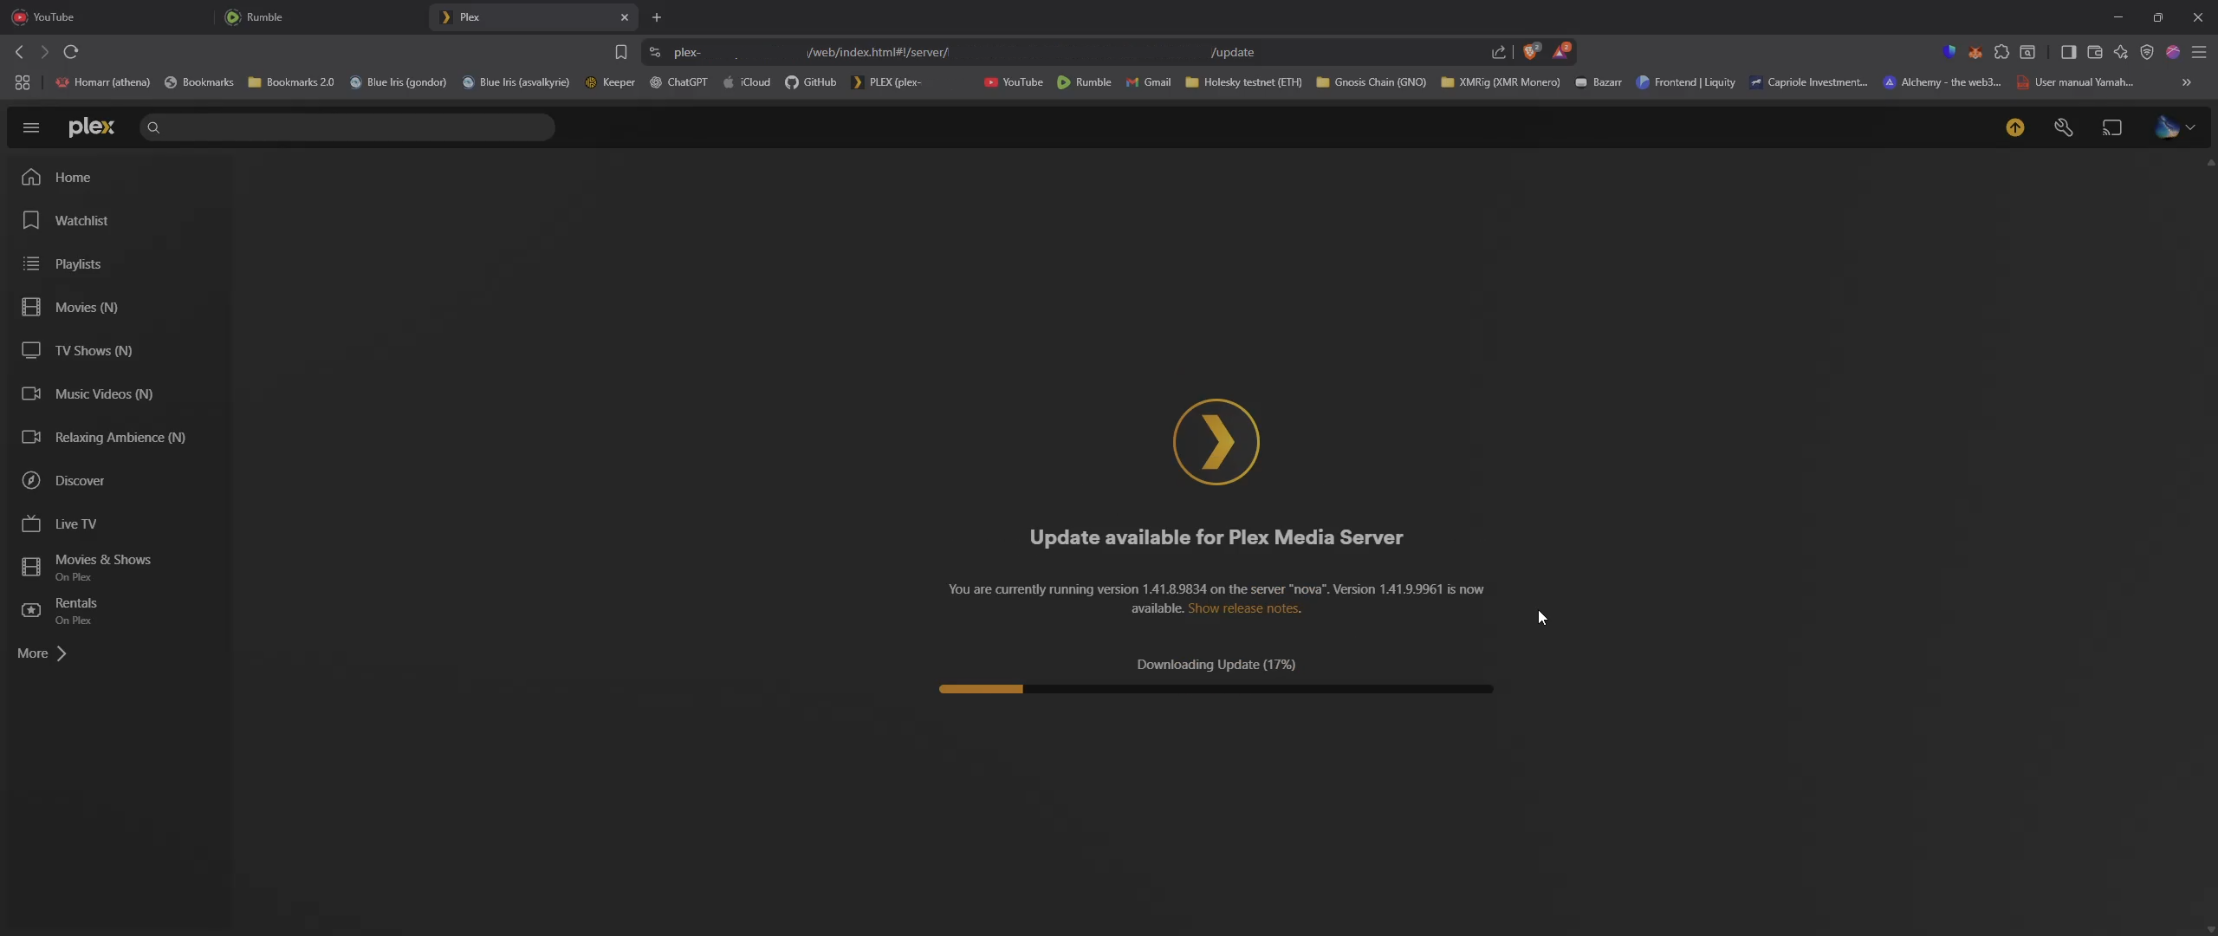 YouTube
Rumble
Plex
plex-
/web/index.html#!/server/
/update
Homarr (athena)
Bookmarks
Bookmarks 2.0
Blue Iris (gondor)
Blue Iris (asvalkyrie)
Keeper
ChatGPT
iCloud
GitHub
PLEX (plex-
YouTube
Rumble
Gmail
Holesky testnet (ETH)
Gnosis Chain (GNO)
XMRig (XMR Monero)
Bazarr
Frontend | Liquity
Capriole Investment...
Alchemy - the web3...
User manual Yamah...
plex
Home
Watchlist
Playlists
Movies (N)
TV Shows (N)
Music Videos (N)
Relaxing Ambience (N)
Discover
Live TV
Movies & Shows
On Plex
Rentals
On Plex
More
Update available for Plex Media Server
You are currently running version 1.41.8.9834 on the server "nova". Version 1.41.9.9961 is now
available. Show release notes.
Downloading Update (17%)